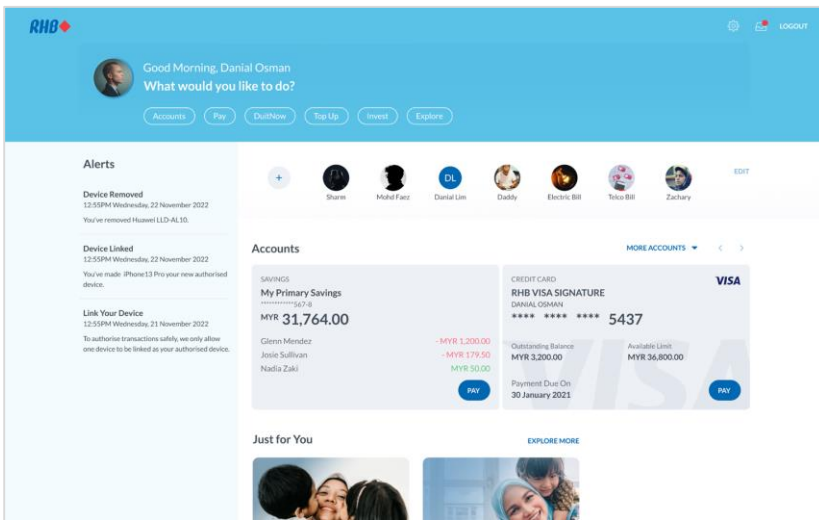 RHB
LOGOUT
Good Morning, Danial Osman
What would you like to do?
Accounts
Pay
DuitNow
Top Up
Invest
Explore
Alerts
Device Removed
12:55PM Wednesday, 22 November 2022
You've removed Huawei LLD-AL10.
Device Linked
12:55PM Wednesday, 22 November 2022
You've made iPhone13 Pro your new authorised
device.
Link Your Device
12:55PM Wednesday, 21 November 2022
To authorise transactions safely, we only allow
one device to be linked as your authorised device.
+
Sharm
Mohd Faez
DL
Danial Lim
Daddy
Electric Bill
Telco Bill
Zachary
EDIT
Accounts
MORE ACCOUNTS
SAVINGS
My Primary Savings
************567-8
MYR 31,764.00
Glenn Mendez - MYR 1,200.00
Josie Sullivan - MYR 179.50
Nadia Zaki MYR 50.00
PAY
CREDIT CARD
VISA
RHB VISA SIGNATURE
DANIAL OSMAN
**** **** **** 5437
Outstanding Balance
MYR 3,200.00
Available Limit
MYR 36,800.00
Payment Due On
30 January 2021
PAY
VISA
Just for You
EXPLORE MORE